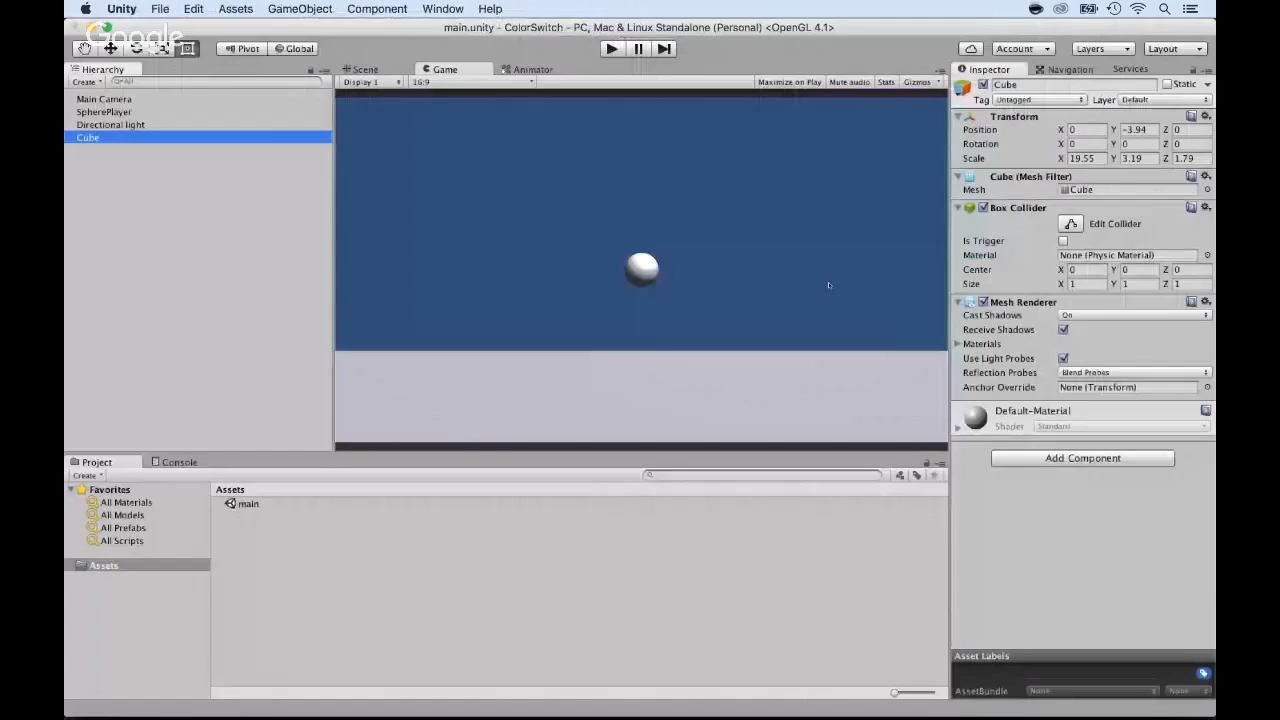 Unity File Edit Assets GameObject Component Window Help
main.unity - ColorSwitch - PC, Mac & Linux Standalone (Personal) <OpenGL 4.1>
Google
Pivot Global Account Layers Layout
Hierarchy Scene Game Animator Inspector Navigation Services
Create All Display 1 16:9 Maximize on Play Mute audio Stats Gizmos Cube Static
Main Camera
SpherePlayer
Directional light
Cube
Tag Untagged Layer Default
Transform
Position X 0 Y -3.94 Z 0
Rotation X 0 Y 0 Z 0
Scale X 19.55 Y 3.19 Z 1.79
Cube (Mesh Filter)
Mesh Cube
Box Collider
Edit Collider
Is Trigger
Material None (Physic Material)
Center X 0 Y 0 Z 0
Size X 1 Y 1 Z 1
Mesh Renderer
Cast Shadows On
Receive Shadows
Materials
Use Light Probes
Reflection Probes Blend Probes
Anchor Override None (Transform)
Default-Material
Shader Standard
Add Component
Project Console
Create
Favorites
All Materials
All Models
All Prefabs
All Scripts
Assets
Assets
main
Asset Labels
AssetBundle None None